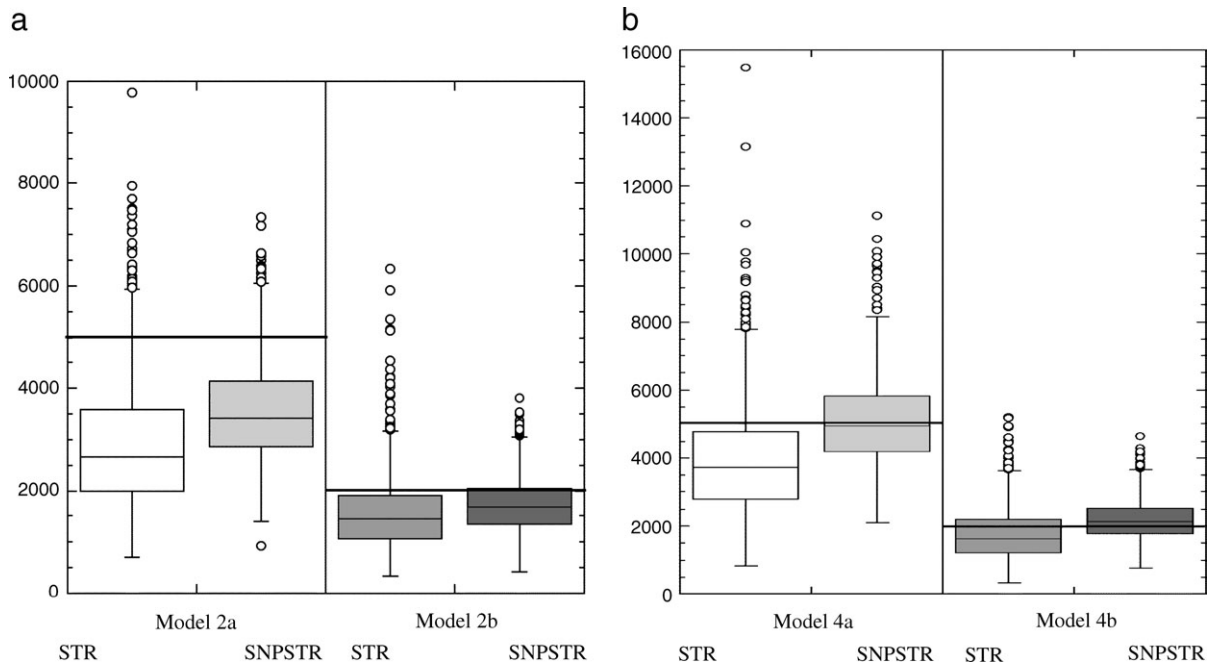 a
10000
8000
6000
4000
2000
0
Model 2a
Model 2b
STR
SNPSTR
STR
SNPSTR
b
16000
14000
12000
10000
8000
6000
4000
2000
0
Model 4a
Model 4b
STR
SNPSTR
STR
SNPSTR